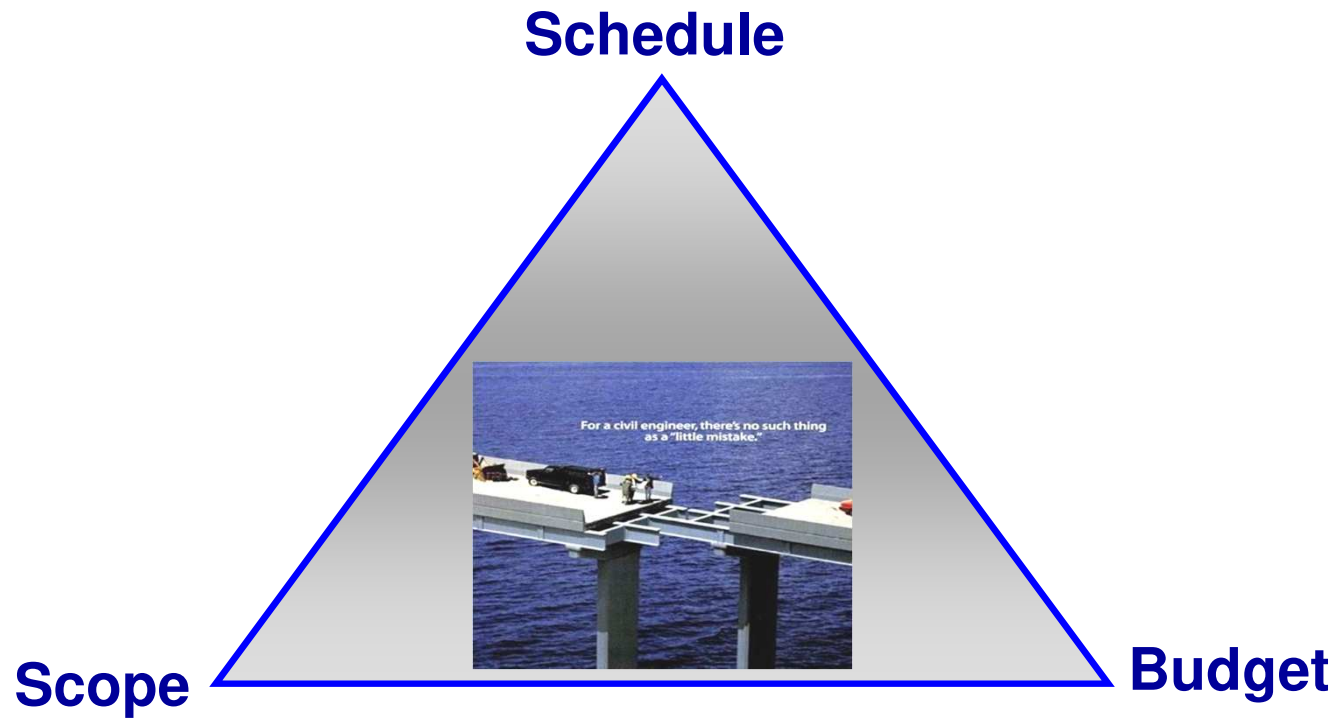 Schedule
For a civil engineer, there's no such thing
as a "little mistake."
Scope
Budget